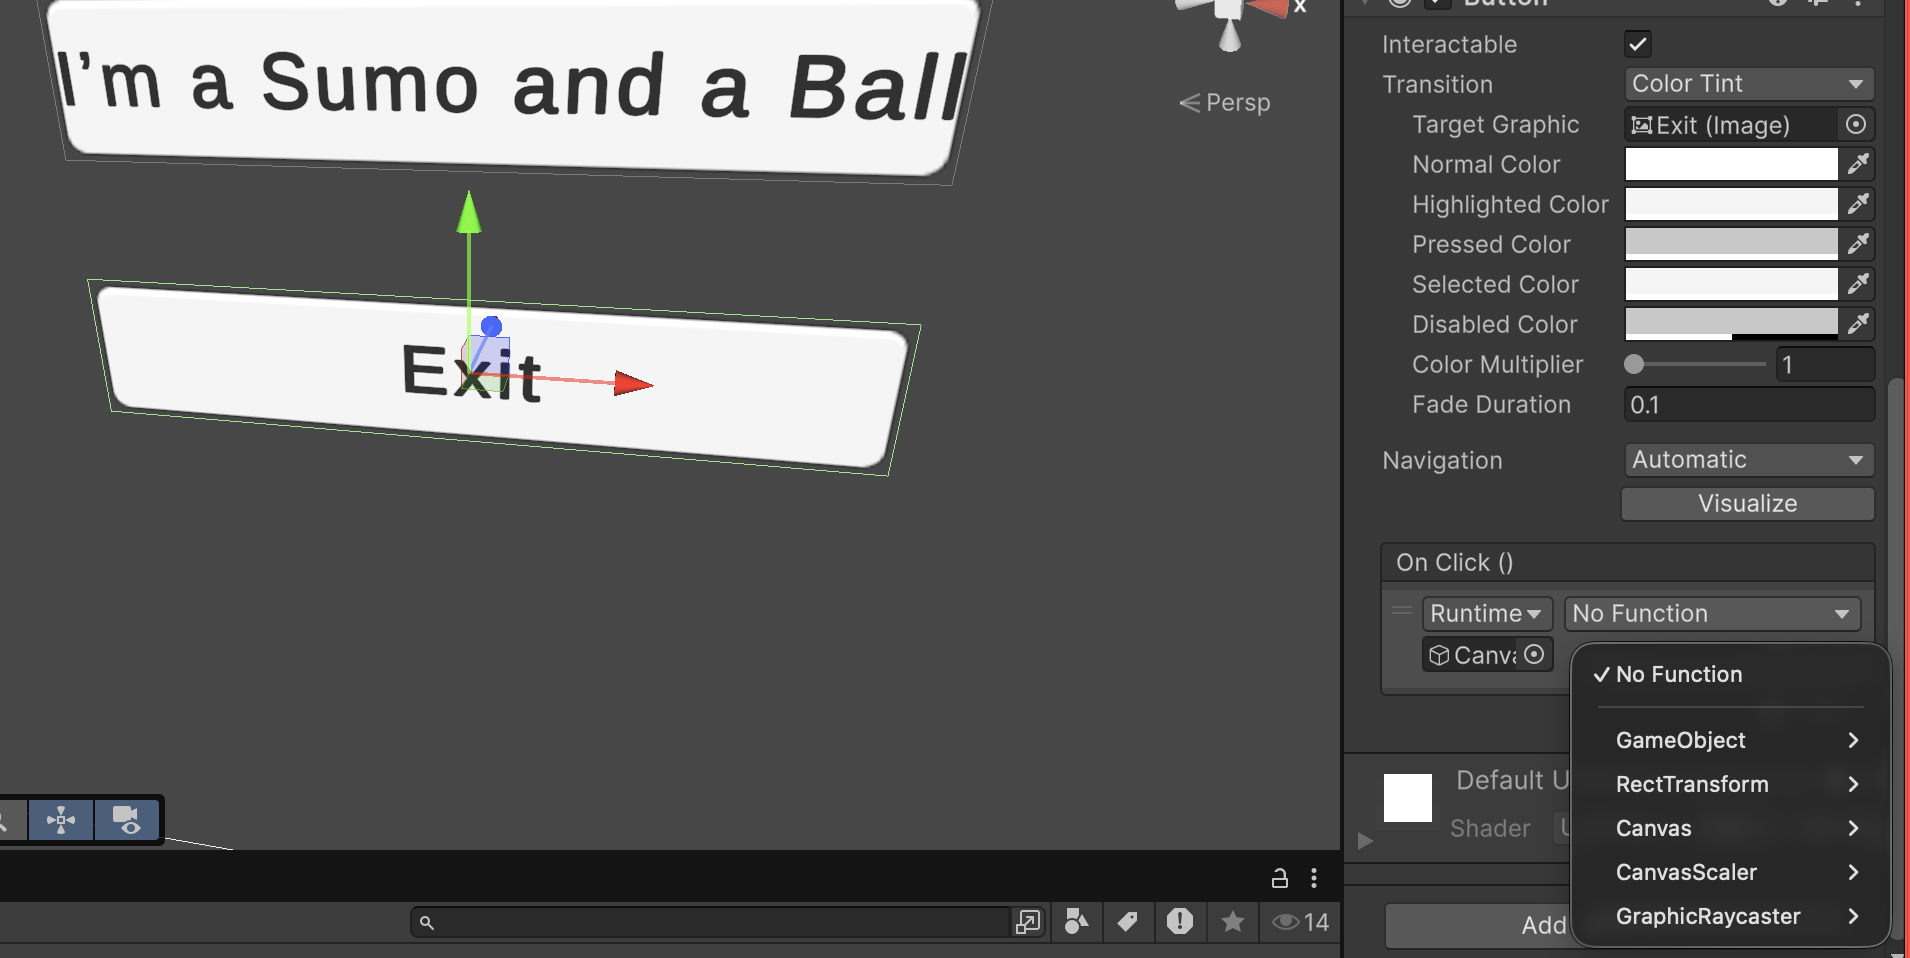 I'm a Sumo and a Ball
Exit
x
Persp
Button
Interactable
Transition
Color Tint
Target Graphic
Exit (Image)
Normal Color
Highlighted Color
Pressed Color
Selected Color
Disabled Color
Color Multiplier
1
Fade Duration
0.1
Navigation
Automatic
Visualize
On Click ()
Runtime
No Function
Canva
No Function
GameObject
RectTransform
Canvas
CanvasScaler
GraphicRaycaster
Default U
Shader
Add
14